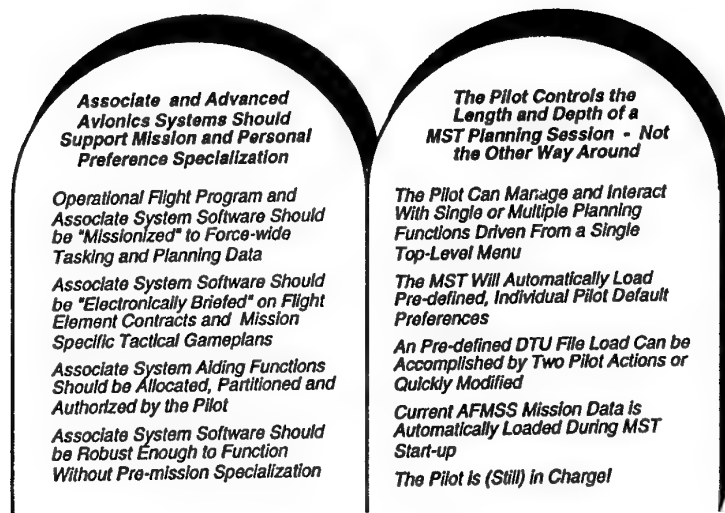 Associate and Advanced
Avionics Systems Should
Support Mission and Personal
Preference Specialization
Operational Flight Program and
Associate System Software Should
be "Missionized" to Force-wide
Tasking and Planning Data
Associate System Software Should
be "Electronically Briefed" on Flight
Element Contracts and Mission
Specific Tactical Gameplans
Associate System Aiding Functions
Should be Allocated, Partitioned and
Authorized by the Pilot
Associate System Software Should
be Robust Enough to Function
Without Pre-mission Specialization
The Pilot Controls the
Length and Depth of a
MST Planning Session - Not
the Other Way Around
The Pilot Can Manage and Interact
With Single or Multiple Planning
Functions Driven From a Single
Top-Level Menu
The MST Will Automatically Load
Pre-defined, Individual Pilot Default
Preferences
An Pre-defined DTU File Load Can be
Accomplished by Two Pilot Actions or
Quickly Modified
Current AFMSS Mission Data is
Automatically Loaded During MST
Start-up
The Pilot is (Still) in Charge!